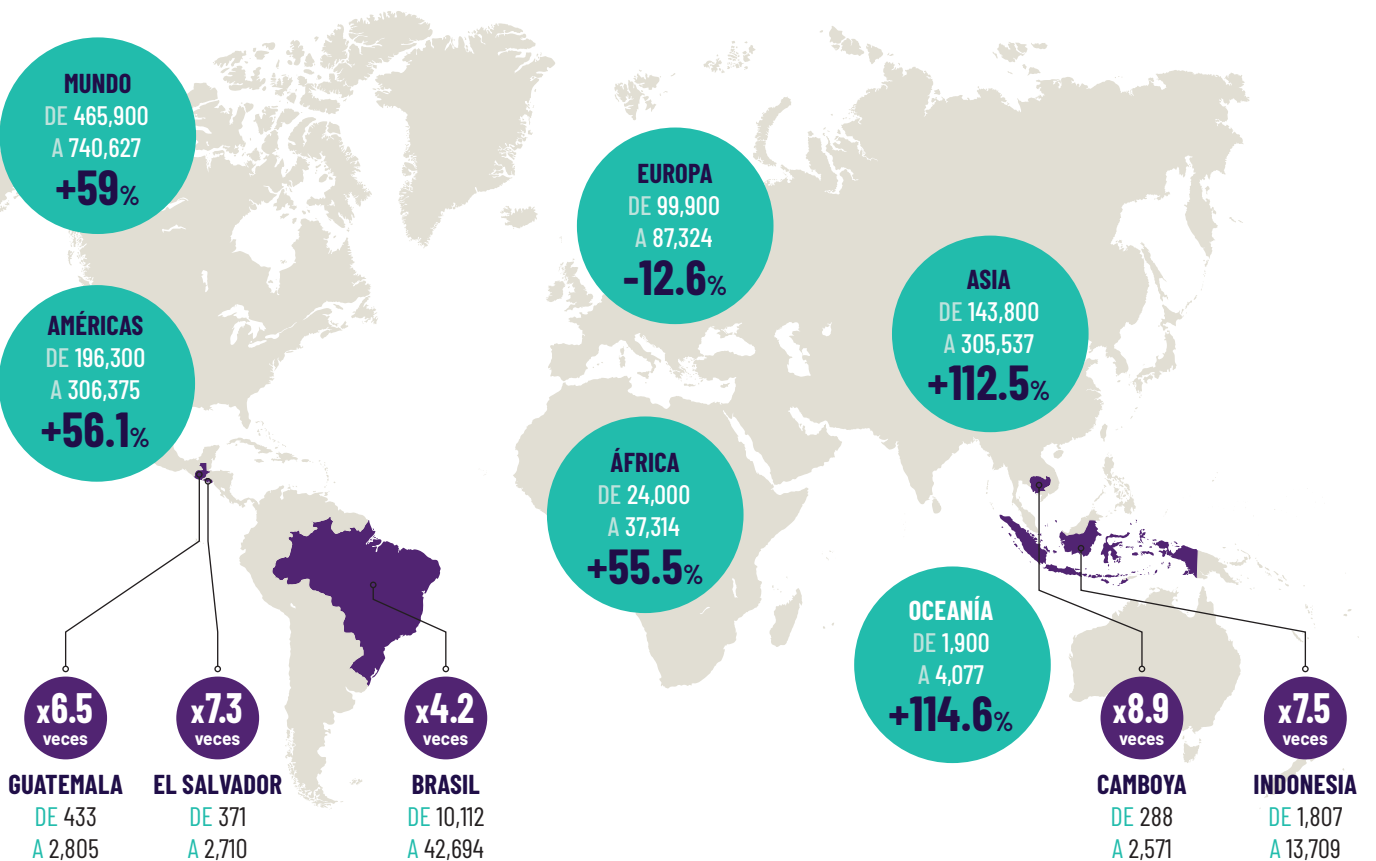 MUNDO
DE 465,900
A 740,627
+59%
AMÉRICAS
DE 196,300
A 306,375
+56.1%
EUROPA
DE 99,900
A 87,324
-12.6%
ASIA
DE 143,800
A 305,537
+112.5%
ÁFRICA
DE 24,000
A 37,314
+55.5%
OCEANÍA
DE 1,900
A 4,077
+114.6%
x6.5
veces
GUATEMALA
DE 433
A 2,805
x7.3
veces
EL SALVADOR
DE 371
A 2,710
x4.2
veces
BRASIL
DE 10,112
A 42,694
x8.9
veces
CAMBOYA
DE 288
A 2,571
x7.5
veces
INDONESIA
DE 1,807
A 13,709